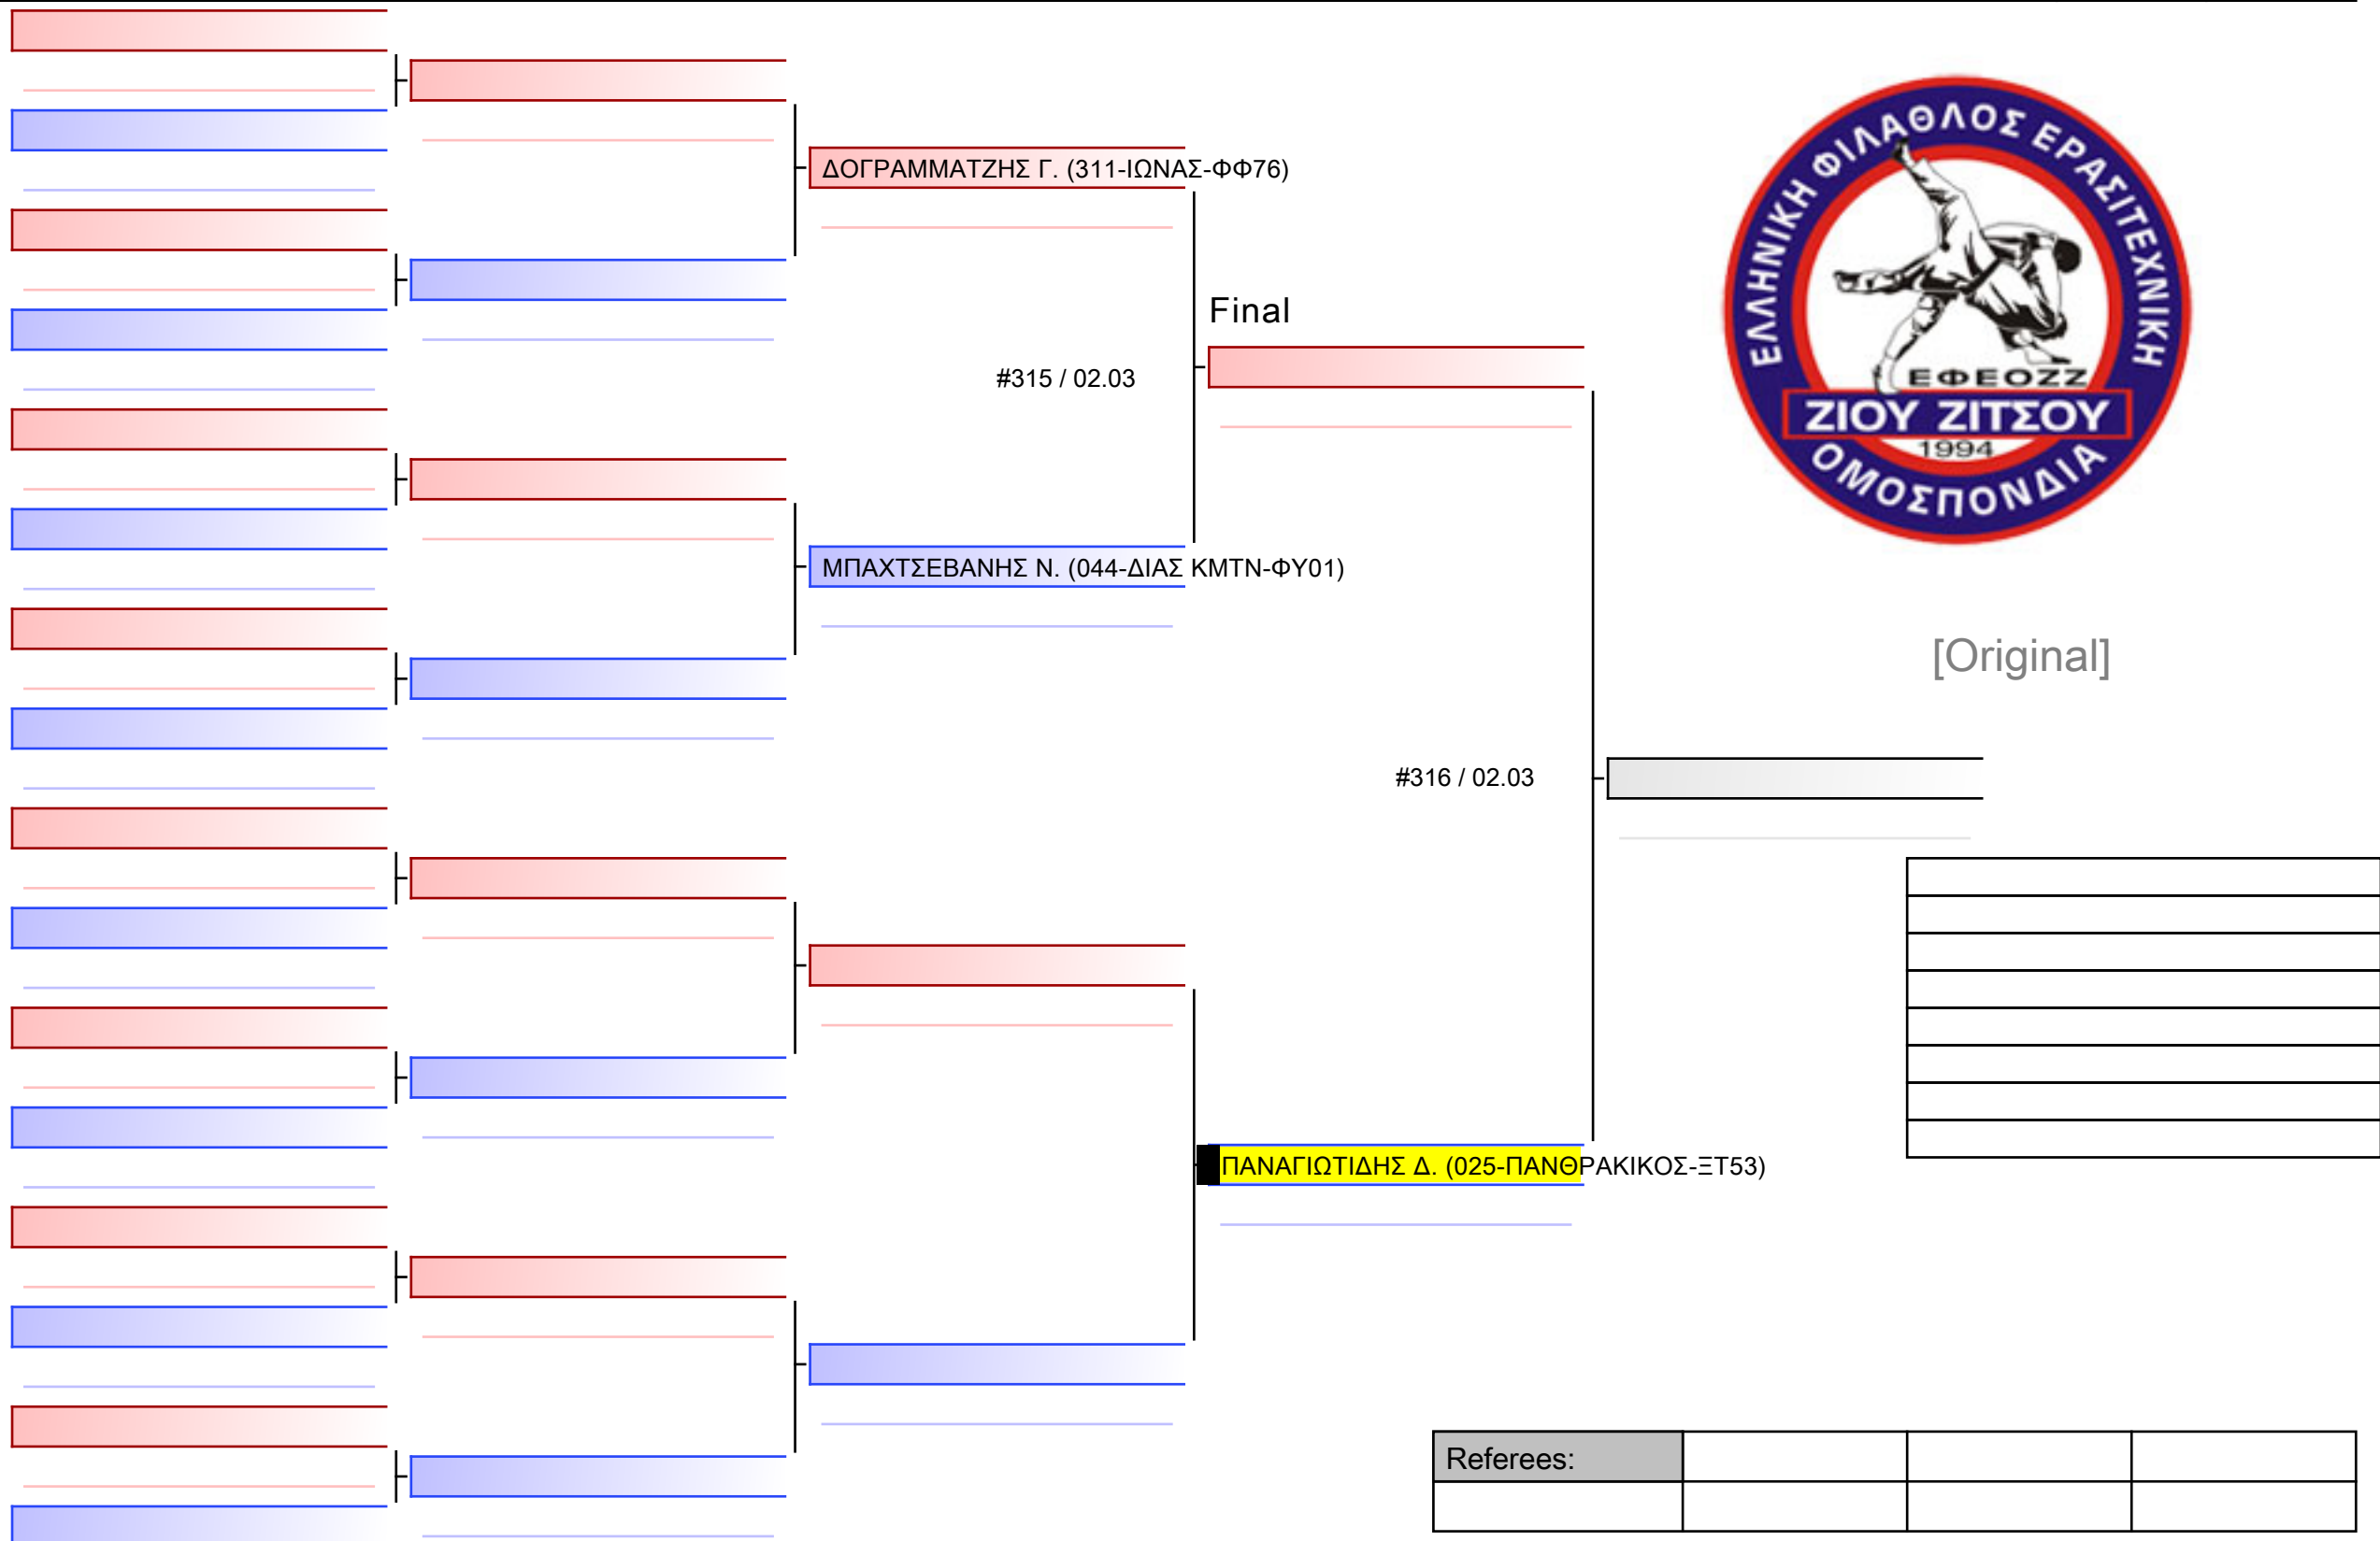 ΔΟΓΡΑΜΜΑΤΖΗΣ Γ. (311-ΙΩΝΑΣ-ΦΦ76)
Final
#315 / 02.03
ΜΠΑΧΤΣΕΒΑΝΗΣ Ν. (044-ΔΙΑΣ ΚΜΤΝ-ΦΥ01)
ΕΛΛΗΝΙΚΗ ΦΙΛΑΘΛΟΣ ΕΡΑΣΙΤΕΧΝΙΚΗ
ΕΦΕΟΖΖ
ΖΙΟΥ ΖΙΤΣΟΥ
1994
ΟΜΟΣΠΟΝΔΙΑ
[Original]
#316 / 02.03
ΠΑΝΑΓΙΩΤΙΔΗΣ Δ. (025-ΠΑΝΘΡΑΚΙΚΟΣ-ΞΤ53)
Referees: